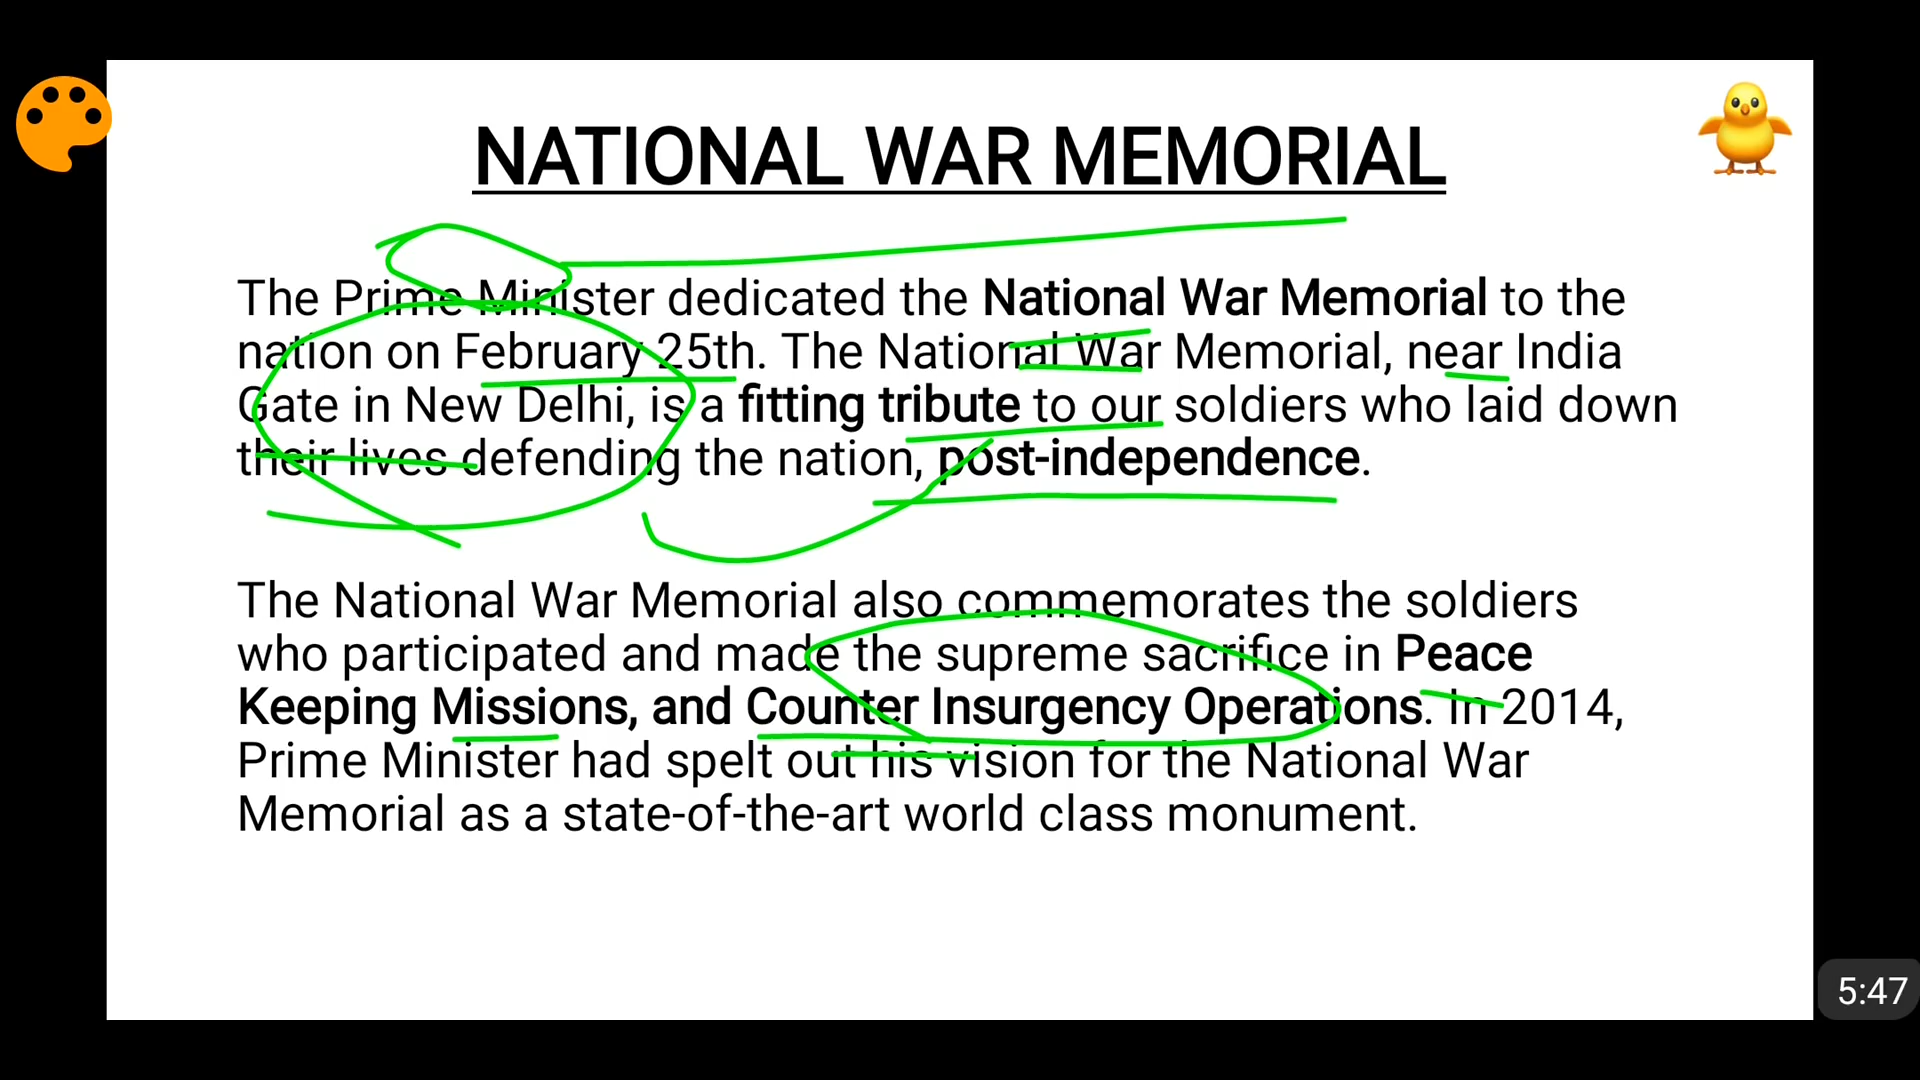 NATIONAL WAR MEMORIAL
The Prime Minister dedicated the National War Memorial to the
nation on February 25th. The National War Memorial, near India
Gate in New Delhi, is a fitting tribute to our soldiers who laid down
their lives defending the nation, post-independence.
The National War Memorial also commemorates the soldiers
who participated and made the supreme sacrifice in Peace
Keeping Missions, and Counter Insurgency Operations. In 2014,
Prime Minister had spelt out his vision for the National War
Memorial as a state-of-the-art world class monument.
5:47